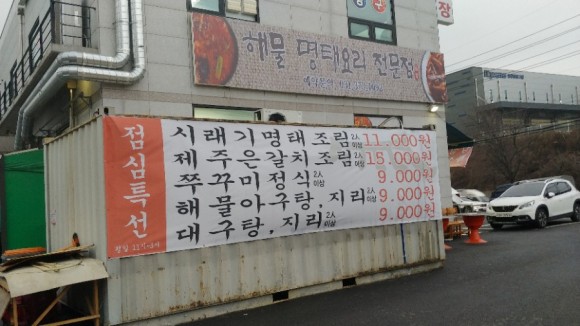 해물 명태요리 전문점
점심특선
시래기명태조림 2人이상 11.000원
제주은갈치조림 2人이상 15.000원
쭈꾸미정식 2人이상 9.000원
해물아구탕,지리 2人이상 9.000원
대구탕,지리 2人이상 9.000원